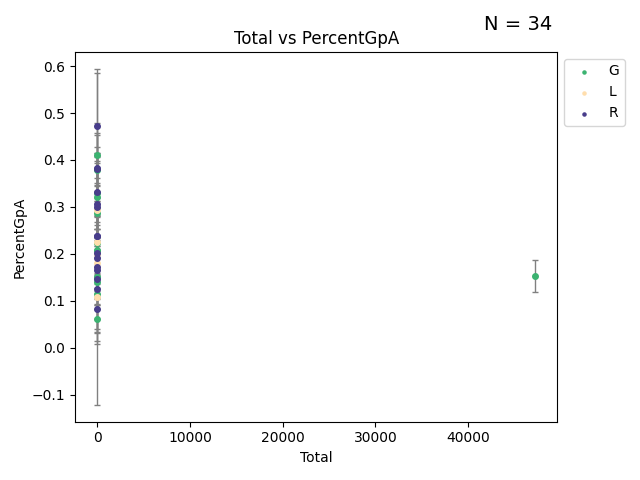 N = 34
Total vs PercentGpA
G
L
R
0.6
0.5
0.4
0.3
0.2
0.1
0.0
−0.1
PercentGpA
0 10000 20000 30000 40000
Total